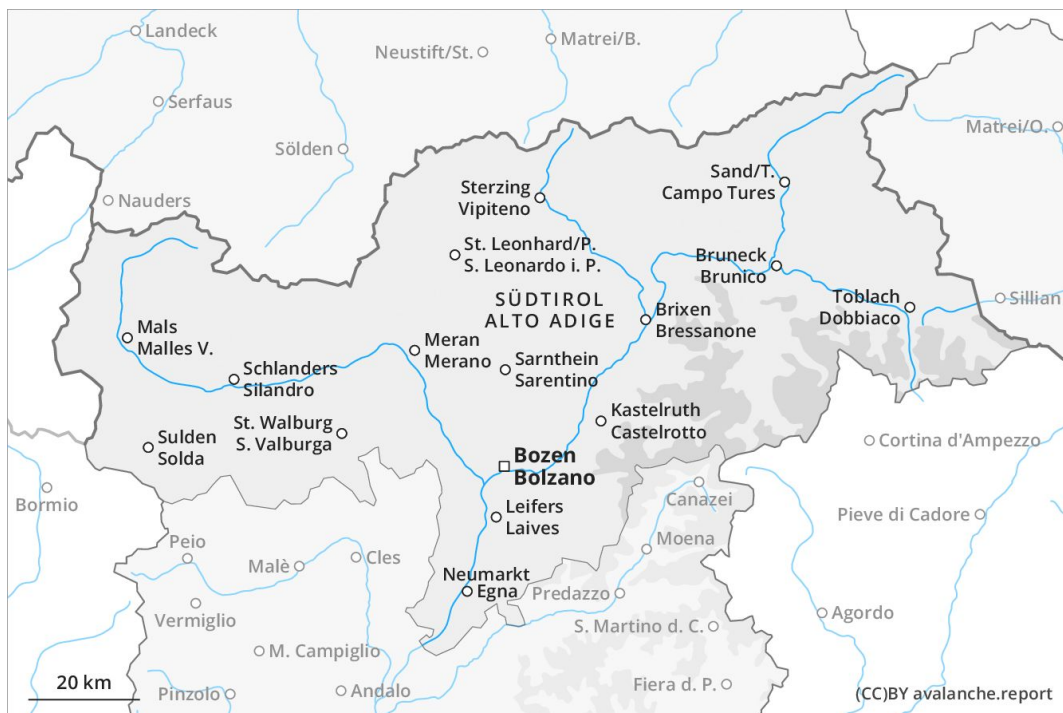 Landeck
Neustift/St.
Matrei/B.
Serfaus
Matrei/O.
Sölden
Nauders
Sand/T.
Campo Tures
Sterzing
Vipiteno
St. Leonhard/P.
S. Leonardo i. P.
Bruneck
Brunico
SÜDTIROL
ALTO ADIGE
Toblach
Dobbiaco
Sillian
Brixen
Bressanone
Mals
Malles V.
Meran
Merano
Sarnthein
Sarentino
Schlanders
Silandro
St. Walburg
S. Valburga
Kastelruth
Castelrotto
Sulden
Solda
Cortina d'Ampezzo
Bozen
Bolzano
Bormio
Canazei
Leifers
Laives
Pieve di Cadore
Moena
Peio
Malè
Cles
Neumarkt
Egna
Predazzo
Vermiglio
Agordo
S. Martino d. C.
M. Campiglio
20 km
Pinzolo
Andalo
Fiera d. P.
(CC)BY avalanche.report